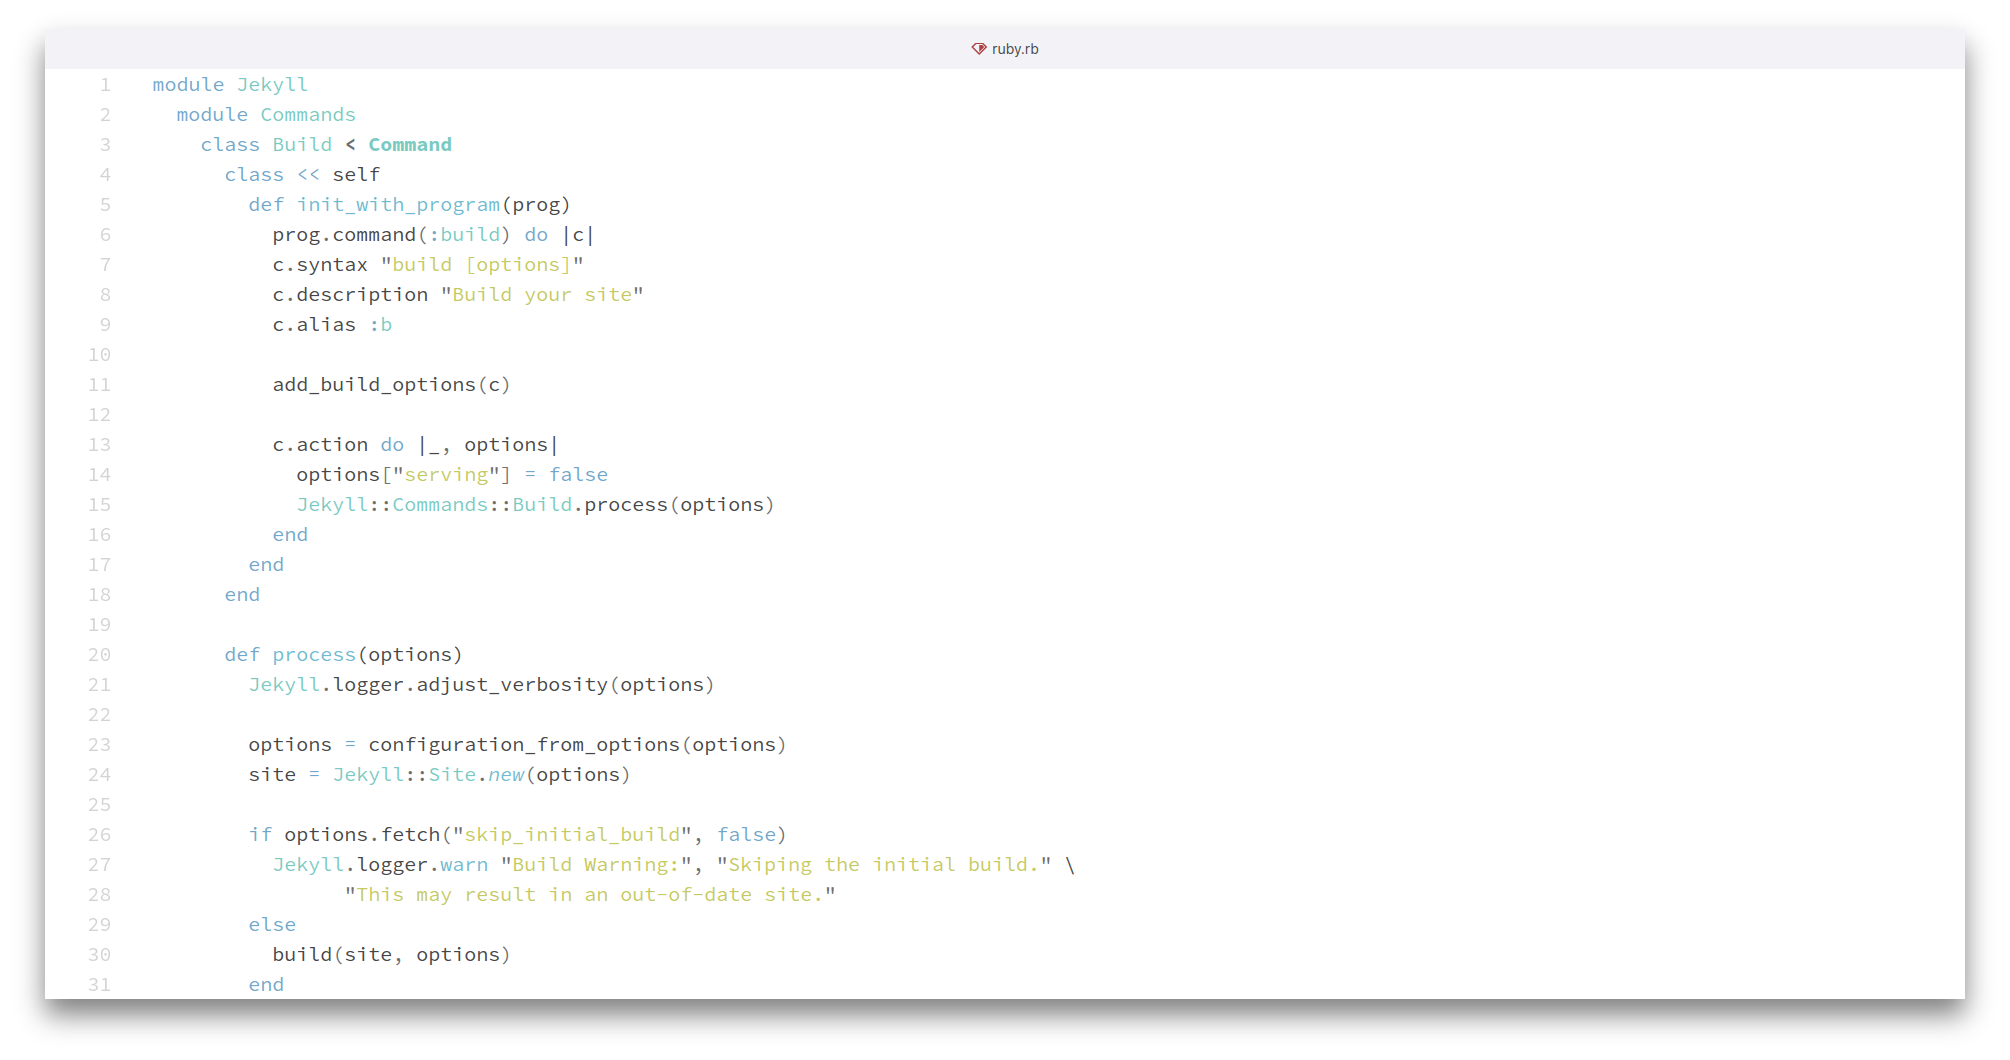 ruby.rb
1 module Jekyll
2   module Commands
3     class Build < Command
4       class << self
5         def init_with_program(prog)
6           prog.command(:build) do |c|
7           c.syntax "build [options]"
8           c.description "Build your site"
9           c.alias :b
10
11           add_build_options(c)
12
13           c.action do |_, options|
14             options["serving"] = false
15             Jekyll::Commands::Build.process(options)
16           end
17         end
18       end
19
20       def process(options)
21         Jekyll.logger.adjust_verbosity(options)
22
23         options = configuration_from_options(options)
24         site = Jekyll::Site.new(options)
25
26         if options.fetch("skip_initial_build", false)
27           Jekyll.logger.warn "Build Warning:", "Skiping the initial build." \
28                 "This may result in an out-of-date site."
29         else
30           build(site, options)
31         end